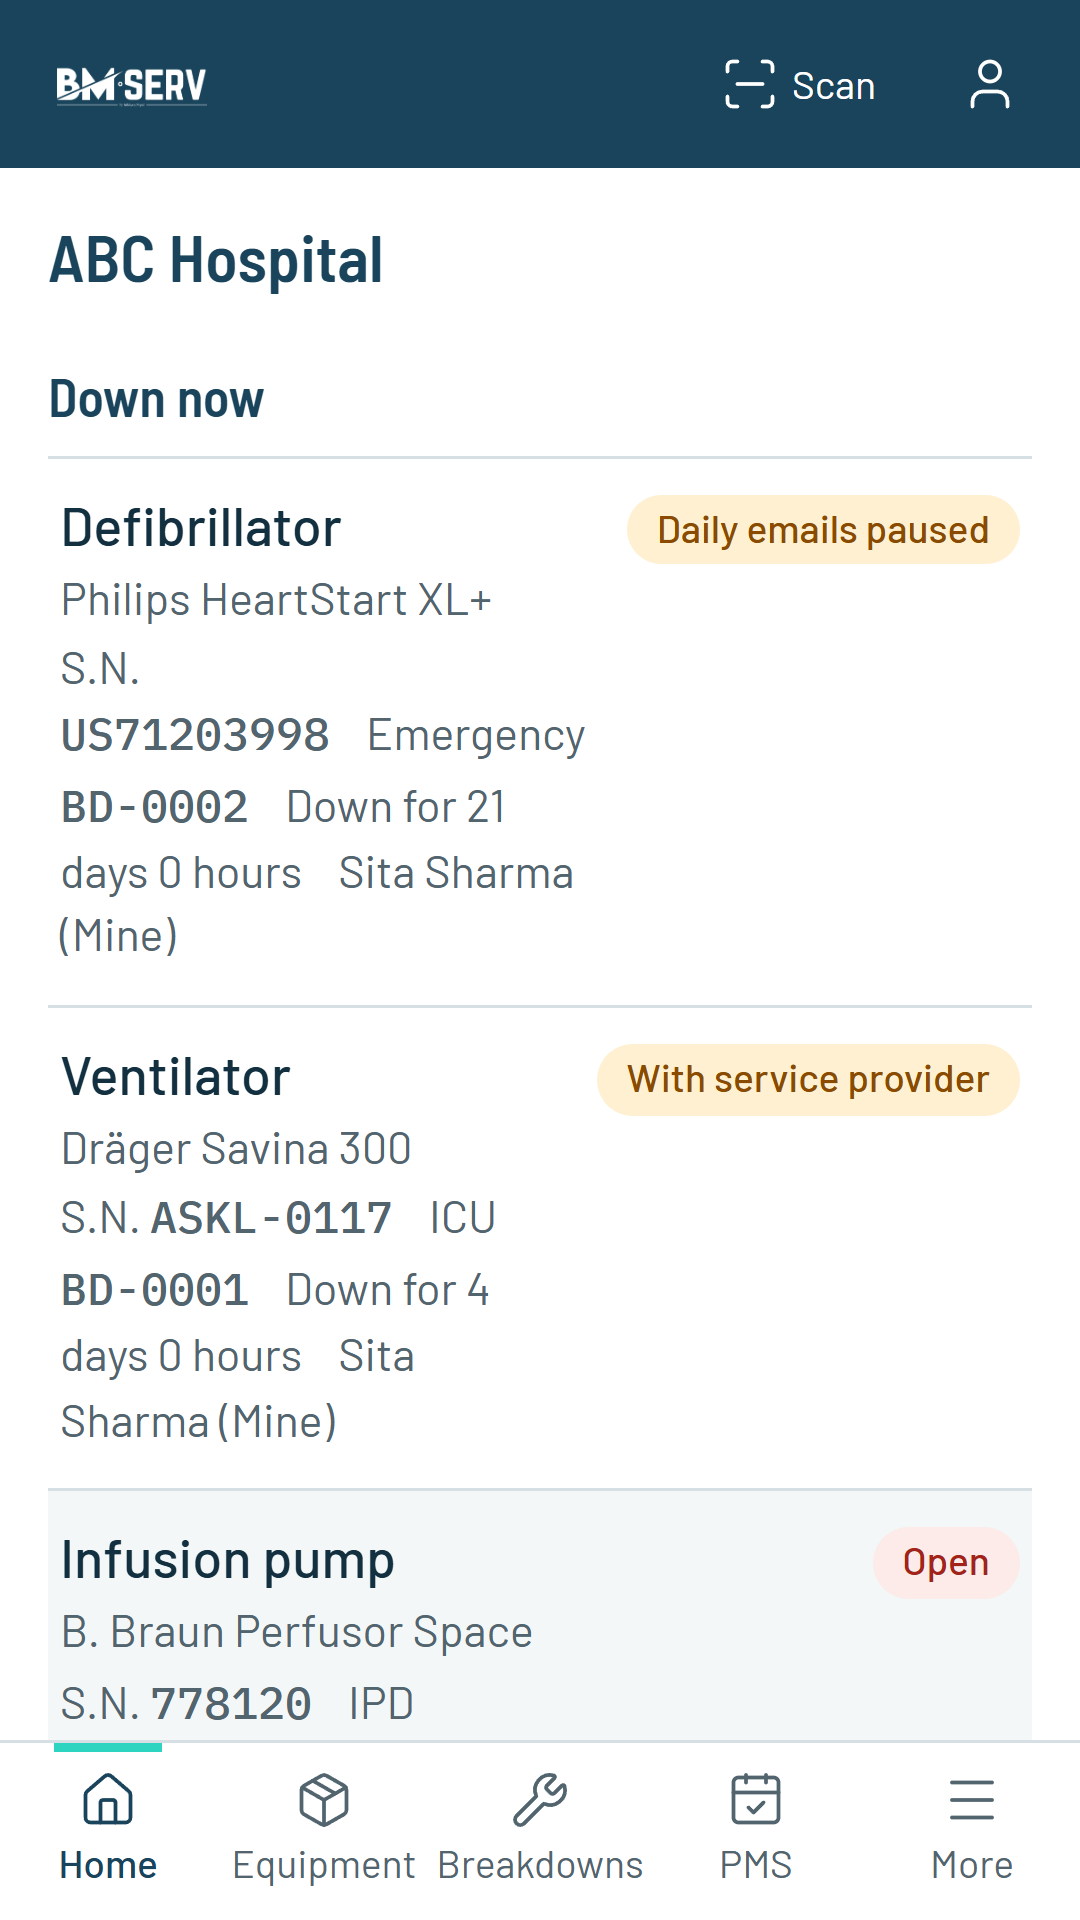 BM SERV
Scan
ABC Hospital
Down now
Defibrillator
Daily emails paused
Philips HeartStart XL+
S.N.
US71203998 Emergency
BD-0002 Down for 21
days 0 hours Sita Sharma
(Mine)
Ventilator
With service provider
Dräger Savina 300
S.N. ASKL-0117 ICU
BD-0001 Down for 4
days 0 hours Sita
Sharma (Mine)
Infusion pump
Open
B. Braun Perfusor Space
S.N. 778120 IPD
Home
Equipment
Breakdowns
PMS
More